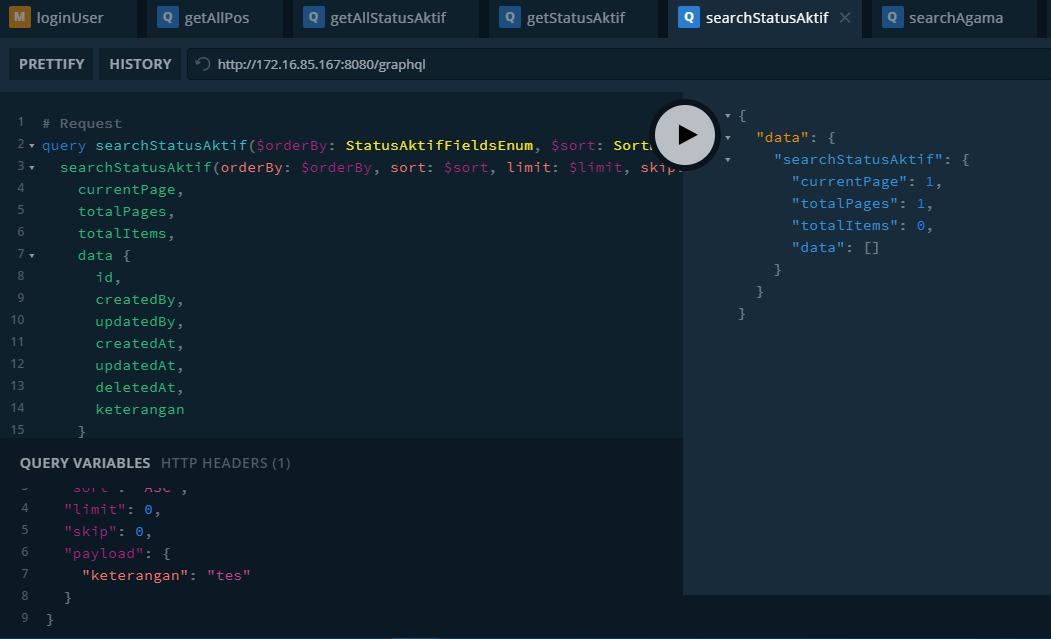 M loginUser Q getAllPos Q getAllStatusAktif Q getStatusAktif Q searchStatusAktif × Q searchAgama
PRETTIFY HISTORY http://172.16.85.167:8080/graphql
1 # Request
2 query searchStatusAktif($orderBy: StatusAktifFieldsEnum, $sort:
3 searchStatusAktif(orderBy: $orderBy, sort: $sort, limit: $limit, skip:
4 currentPage,
5 totalPages,
6 totalItems,
7 data {
8 id,
9 createdBy,
10 updatedBy,
11 createdAt,
12 updatedAt,
13 deletedAt,
14 keterangan
15 }
QUERY VARIABLES HTTP HEADERS (1)
3 "sort": "ASC",
4 "limit": 0,
5 "skip": 0,
6 "payload": {
7 "keterangan": "tes"
8 }
9 }
{
"data": {
"searchStatusAktif": {
"currentPage": 1,
"totalPages": 1,
"totalItems": 0,
"data": []
}
}
}